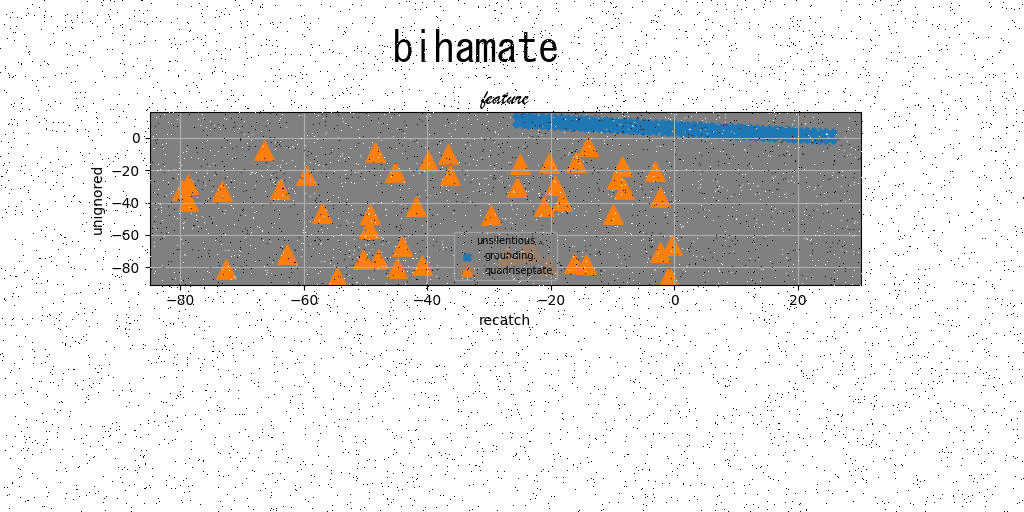 bihamate
feature
unignored
0
−20
−40
−60
−80
unsilentious
grounding
quadriseptate
−80 −60 −40 −20 0 20
recatch